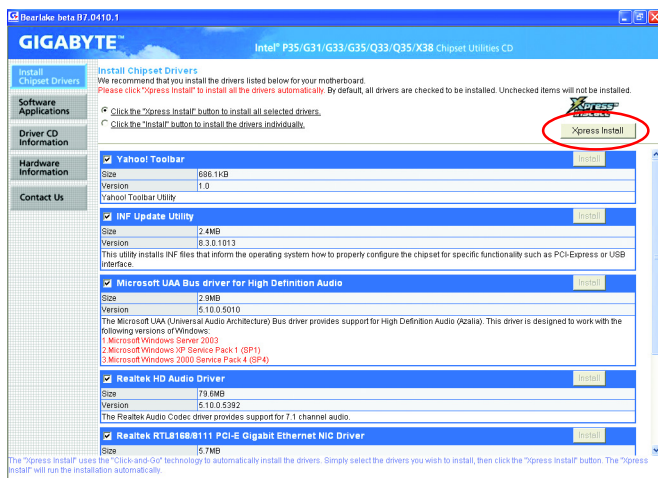 Bearlake beta B7.0410.1
GIGABYTE™
Intel® P35/G31/G33/G35/Q33/Q35/X38 Chipset Utilities CD
Install
Chipset Drivers
Software
Applications
Driver CD
Information
Hardware
Information
Contact Us
Install Chipset Drivers
We recommend that you install the drivers listed below for your motherboard.
Please click "Xpress Install" to install all the drivers automatically. By default, all drivers are checked to be installed. Unchecked items will not be installed.
Click the "Xpress Install" button to install all selected drivers.
Click the "Install" button to install the drivers individually.
Xpress
Xpress Install
Yahoo! Toolbar Install
Size 686.1KB
Version 1.0
Yahoo! Toolbar Utility
INF Update Utility Install
Size 2.4MB
Version 8.3.0.1013
This utility installs INF files that inform the operating system how to properly configure the chipset for specific functionality such as PCI-Express or USB
interface.
Microsoft UAA Bus driver for High Definition Audio Install
Size 2.9MB
Version 5.10.0.5010
The Microsoft UAA (Universal Audio Architecture) Bus driver provides support for High Definition Audio (Azalia). This driver is designed to work with the
following versions of Windows:
1.Microsoft Windows Server 2003
2.Microsoft Windows XP Service Pack 1 (SP1)
3.Microsoft Windows 2000 Service Pack 4 (SP4)
Realtek HD Audio Driver Install
Size 79.6MB
Version 5.10.0.5392
The Realtek Audio Codec driver provides support for 7.1 channel audio.
Realtek RTL8168/8111 PCI-E Gigabit Ethernet NIC Driver Install
Size 5.7MB
The "Xpress Install" uses the "Click-and-Go" technology to automatically install the drivers. Simply select the drivers you wish to install, then click the "Xpress Install" button. The "Xpress
Install" will run the installation automatically.